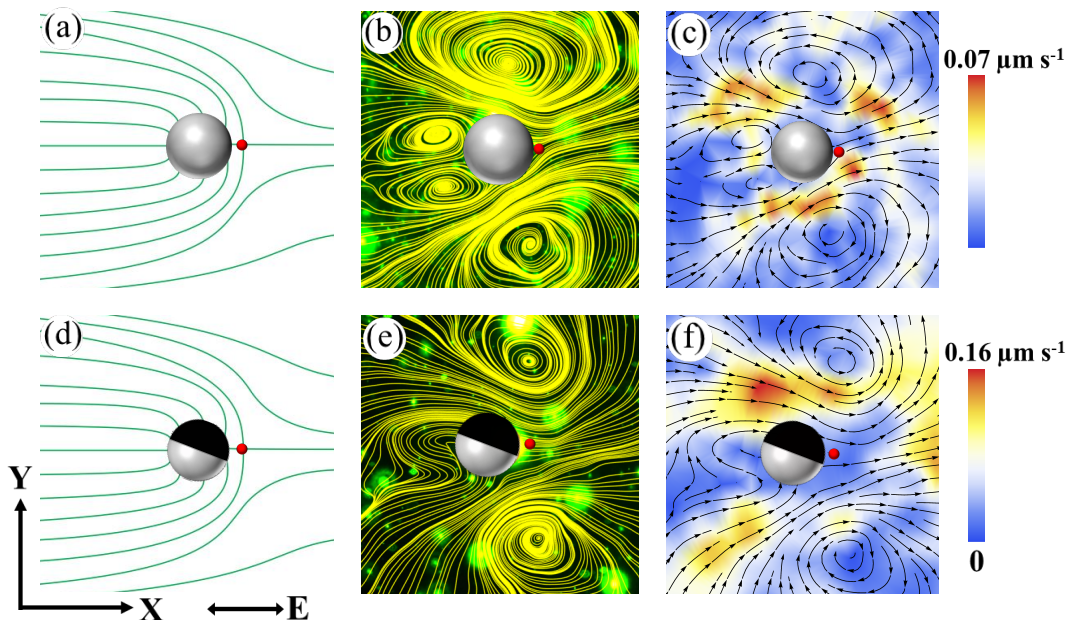 (a)
(b)
(c)
0.07 μm s⁻¹
(d)
(e)
(f)
0.16 μm s⁻¹
Y
X
E
0